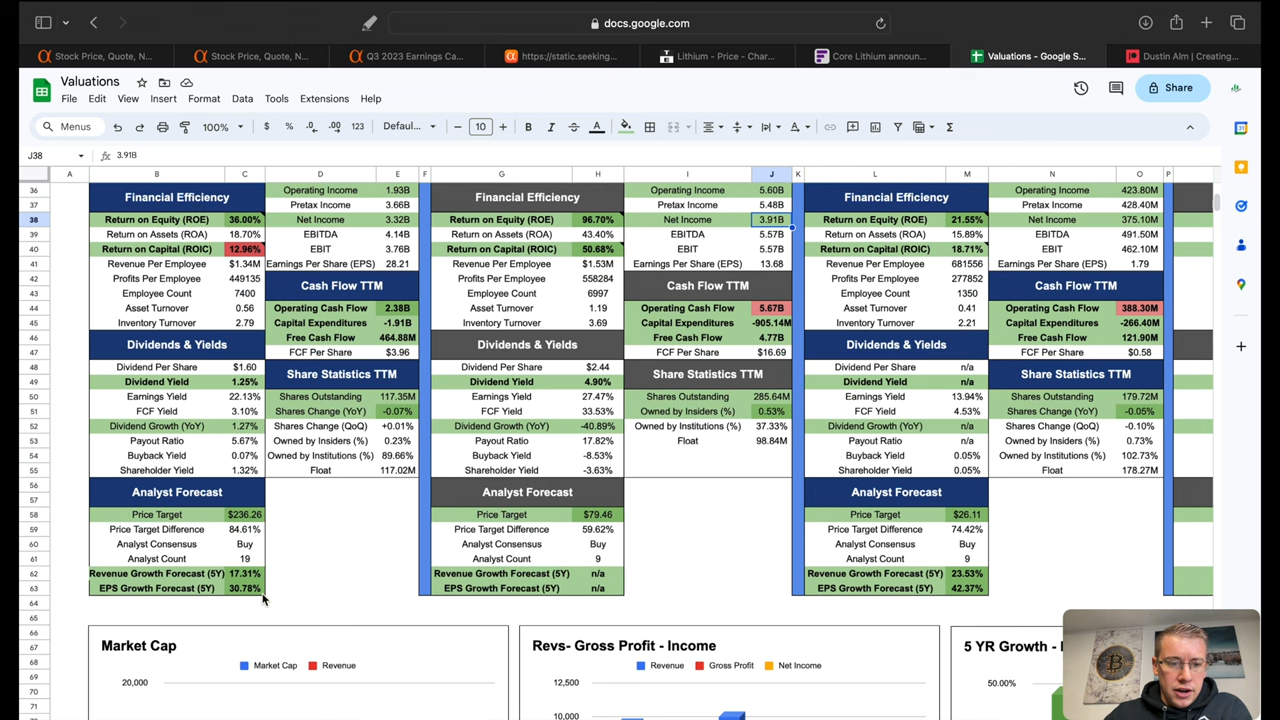 docs.google.com
Stock Price, Quote, N...
Stock Price, Quote, N...
Q3 2023 Earnings Ca...
https://static.seeking...
Lithium - Price - Char...
Core Lithium announ...
Valuations - Google S...
Dustin Alm | Creating...
Valuations
File Edit View Insert Format Data Tools Extensions Help
Share
Menus 100% $ % .0 .00 123 Defaul... 10 B I A
J38 3.91B
A B C D E F G H I J K L M N O P
36 Operating Income 1.93B Operating Income 5.60B Operating Income 423.80M
Financial Efficiency Financial Efficiency Financial Efficiency
37 Pretax Income 3.66B Pretax Income 5.48B Pretax Income 428.40M
38 Return on Equity (ROE) 36.00% Net Income 3.32B Return on Equity (ROE) 96.70% Net Income 3.91B Return on Equity (ROE) 21.55% Net Income 375.10M
39 Return on Assets (ROA) 18.70% EBITDA 4.14B Return on Assets (ROA) 43.40% EBITDA 5.57B Return on Assets (ROA) 15.89% EBITDA 491.50M
40 Return on Capital (ROIC) 12.96% EBIT 3.76B Return on Capital (ROIC) 50.68% EBIT 5.57B Return on Capital (ROIC) 18.71% EBIT 462.10M
41 Revenue Per Employee $1.34M Earnings Per Share (EPS) 28.21 Revenue Per Employee $1.53M Earnings Per Share (EPS) 13.68 Revenue Per Employee 681556 Earnings Per Share (EPS) 1.79
42 Profits Per Employee 449135 Cash Flow TTM Profits Per Employee 558284 Cash Flow TTM Profits Per Employee 277852 Cash Flow TTM
43 Employee Count 7400 Employee Count 6997 Employee Count 1350
44 Asset Turnover 0.56 Operating Cash Flow 2.38B Asset Turnover 1.19 Operating Cash Flow 5.67B Asset Turnover 0.41 Operating Cash Flow 388.30M
45 Inventory Turnover 2.79 Capital Expenditures -1.91B Inventory Turnover 3.69 Capital Expenditures -905.14M Inventory Turnover 2.21 Capital Expenditures -266.40M
46 Dividends & Yields Free Cash Flow 464.88M Dividends & Yields Free Cash Flow 4.77B Dividends & Yields Free Cash Flow 121.90M
47 FCF Per Share $3.96 FCF Per Share $16.69 FCF Per Share $0.58
48 Dividend Per Share $1.60 Share Statistics TTM Dividend Per Share $2.44 Share Statistics TTM Dividend Per Share n/a Share Statistics TTM
49 Dividend Yield 1.25% Dividend Yield 4.90% Dividend Yield n/a
50 Earnings Yield 22.13% Shares Outstanding 117.35M Earnings Yield 27.47% Shares Outstanding 285.64M Earnings Yield 13.94% Shares Outstanding 179.72M
51 FCF Yield 3.10% Shares Change (YoY) -0.07% FCF Yield 33.53% Owned by Insiders (%) 0.53% FCF Yield 4.53% Shares Change (YoY) -0.05%
52 Dividend Growth (YoY) 1.27% Shares Change (QoQ) +0.01% Dividend Growth (YoY) -40.89% Owned by Institutions (%) 37.33% Dividend Growth (YoY) n/a Shares Change (QoQ) -0.10%
53 Payout Ratio 5.67% Owned by Insiders (%) 0.23% Payout Ratio 17.82% Float 98.84M Payout Ratio n/a Owned by Insiders (%) 0.73%
54 Buyback Yield 0.07% Owned by Institutions (%) 89.66% Buyback Yield -8.53% Buyback Yield 0.05% Owned by Institutions (%) 102.73%
55 Shareholder Yield 1.32% Float 117.02M Shareholder Yield -3.63% Shareholder Yield 0.05% Float 178.27M
56
Analyst Forecast Analyst Forecast Analyst Forecast
57
58 Price Target $236.26 Price Target $79.46 Price Target $26.11
59 Price Target Difference 84.61% Price Target Difference 59.62% Price Target Difference 74.42%
60 Analyst Consensus Buy Analyst Consensus Buy Analyst Consensus Buy
61 Analyst Count 19 Analyst Count 9 Analyst Count 9
62 Revenue Growth Forecast (5Y) 17.31% Revenue Growth Forecast (5Y) n/a Revenue Growth Forecast (5Y) 23.53%
63 EPS Growth Forecast (5Y) 30.78% EPS Growth Forecast (5Y) n/a EPS Growth Forecast (5Y) 42.37%
64
65
66
67 Market Cap Revs- Gross Profit - Income 5 YR Growth -
68 Market Cap Revenue Revenue Gross Profit Net Income
69 20,000 12,500 50.00%
70
71 10,000